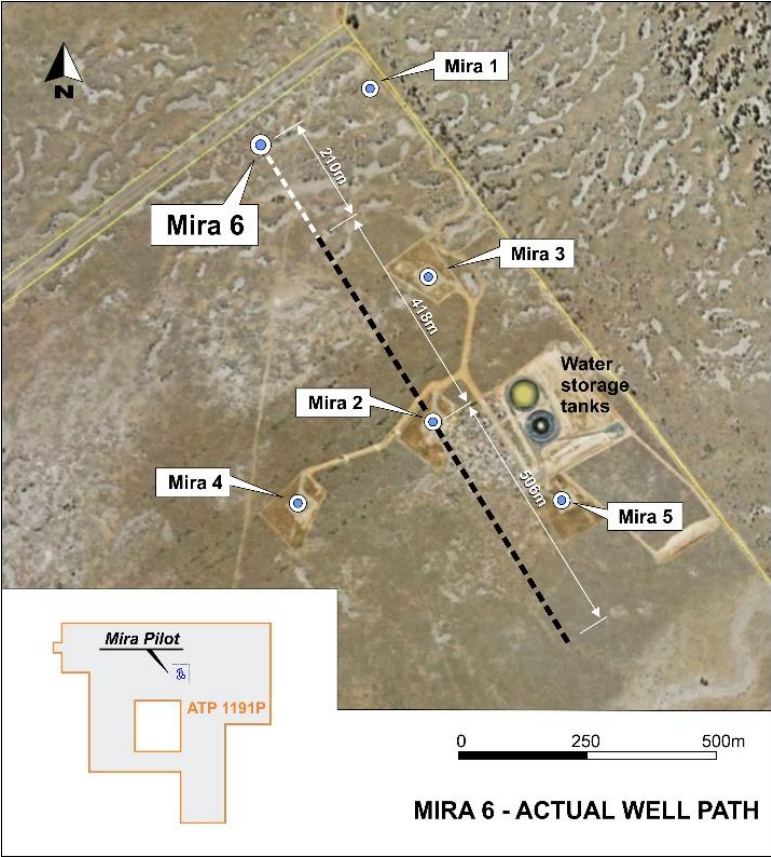 Mira 1
N
210m
Mira 6
Mira 3
418m
Water
storage
tanks
Mira 2
506m
Mira 4
Mira 5
Mira Pilot
ATP 1191P
0 250 500m
MIRA 6 - ACTUAL WELL PATH